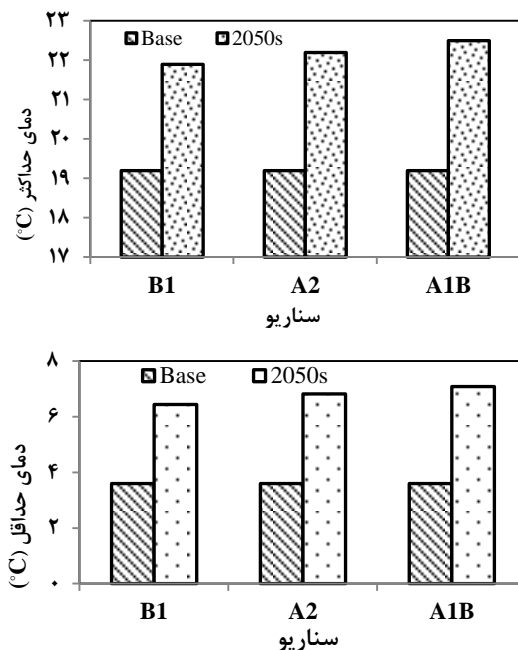 ۲۳
Base 2050s
۲۲
۲۱
۲۰
۱۹
۱۸
۱۷
دمای حداکثر (°C)
B1 A2 A1B
سناریو
۸
Base 2050s
۶
۴
۲
۰
دمای حداقل (°C)
B1 A2 A1B
سناریو